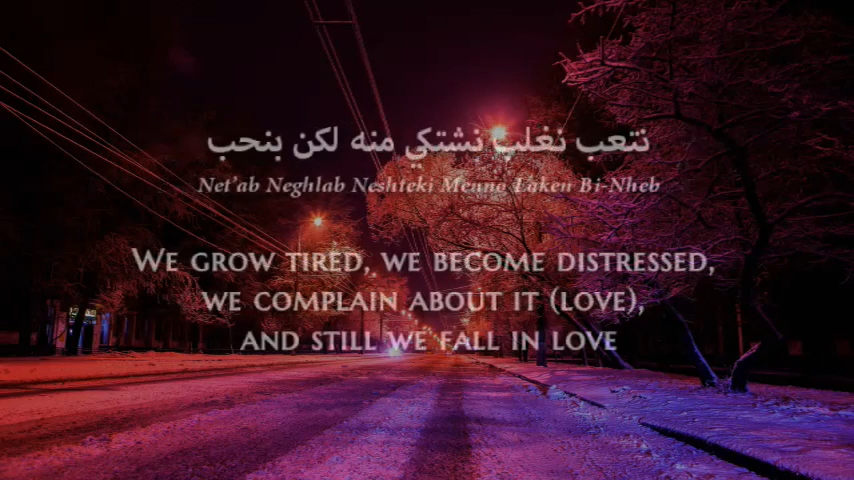 نتعب نغلب نشتكي منه لكن بنحب
Net'ab Neghlab Neshteki Menno Laken Bi-Nheb
We grow tired, we become distressed,
we complain about it (love),
and still we fall in love